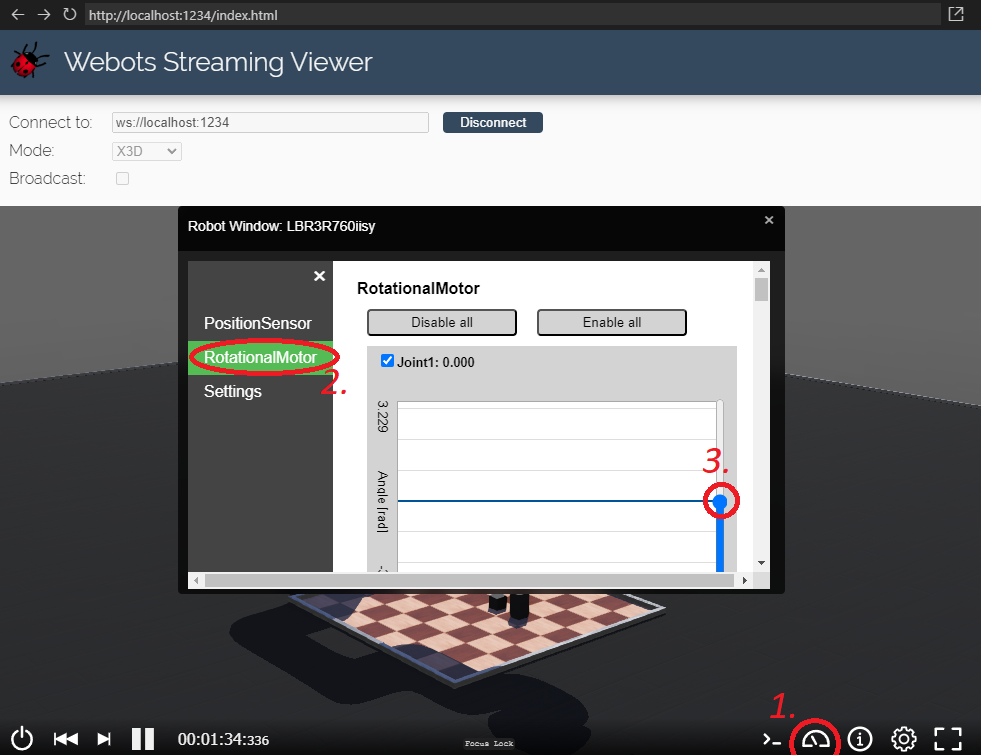 http://localhost:1234/index.html
Webots Streaming Viewer
Connect to: ws://localhost:1234 Disconnect
Mode: X3D
Broadcast:
Robot Window: LBR3R760iisy
RotationalMotor
Disable all Enable all
PositionSensor
RotationalMotor
2.
Settings
Joint1: 0.000
3.229
Angle [rad]
3.
1.
00:01:34:336
Focus Lock